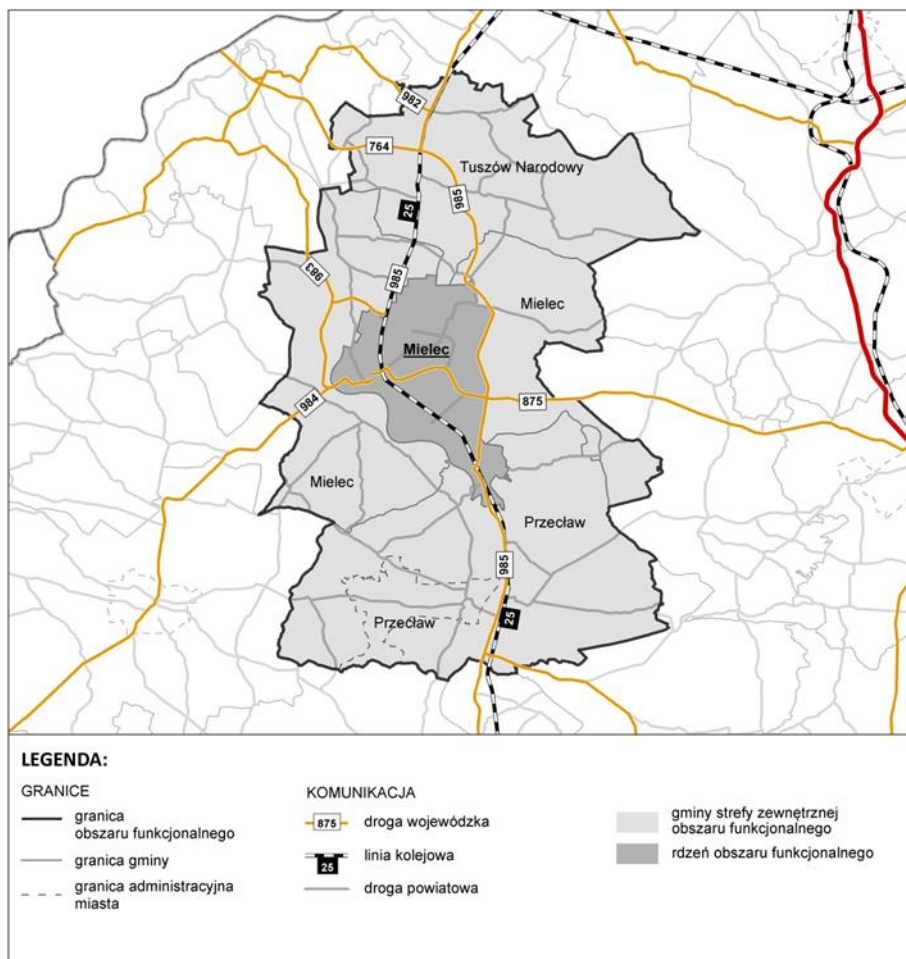 982
764
Tuszów Narodowy
985
25
983
985
Mielec
Mielec
984
875
Mielec
Przecław
985
Przecław
25
LEGENDA:
GRANICE
granica
obszaru funkcjonalnego
granica gminy
granica administracyjna
miasta
KOMUNIKACJA
875 droga wojewódzka
linia kolejowa
25
droga powiatowa
gminy strefy zewnętrznej
obszaru funkcjonalnego
rdzeń obszaru funkcjonalnego